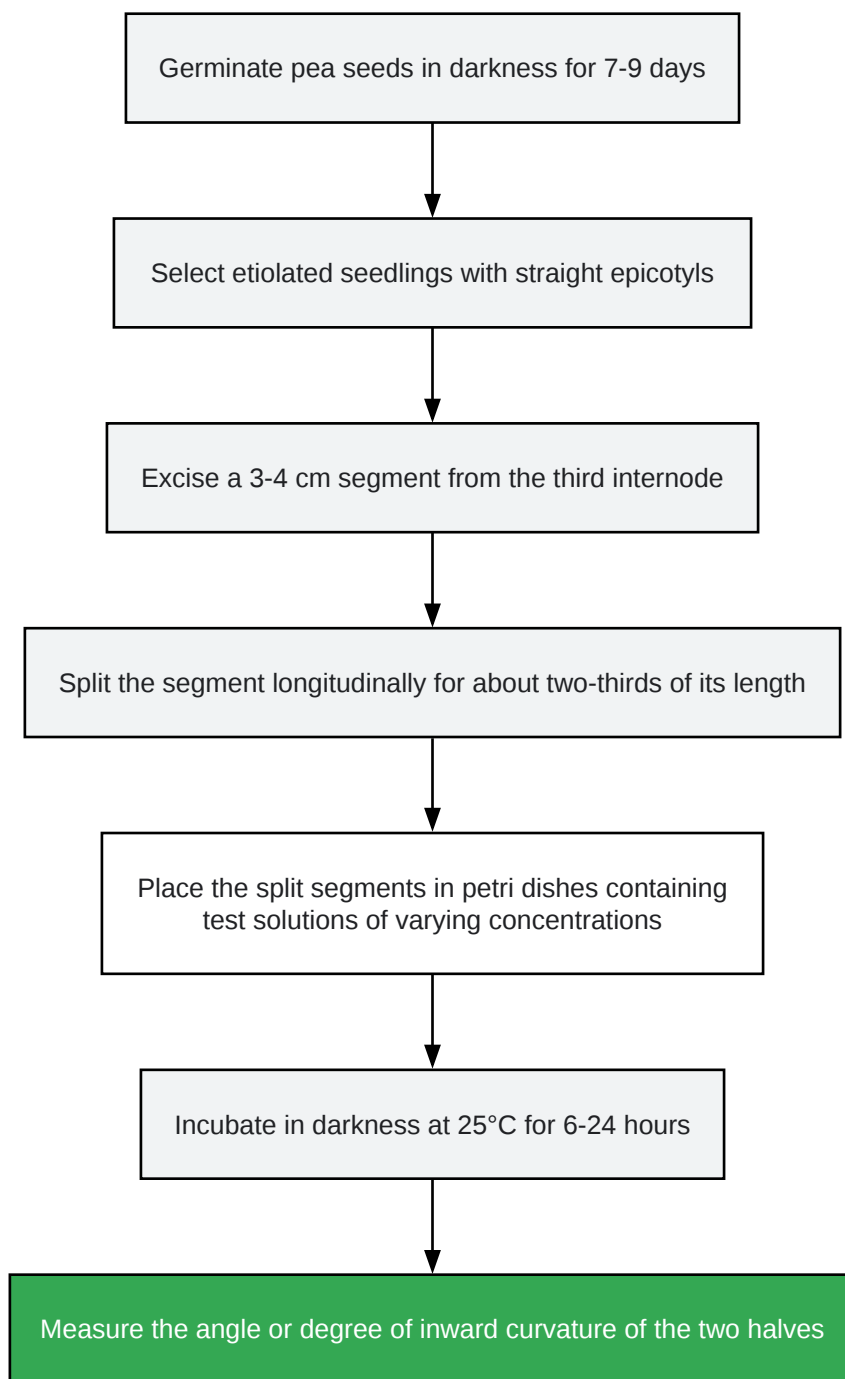 Germinate pea seeds in darkness for 7-9 days
Select etiolated seedlings with straight epicotyls
Excise a 3-4 cm segment from the third internode
Split the segment longitudinally for about two-thirds of its length
Place the split segments in petri dishes containing
test solutions of varying concentrations
Incubate in darkness at 25°C for 6-24 hours
Measure the angle or degree of inward curvature of the two halves